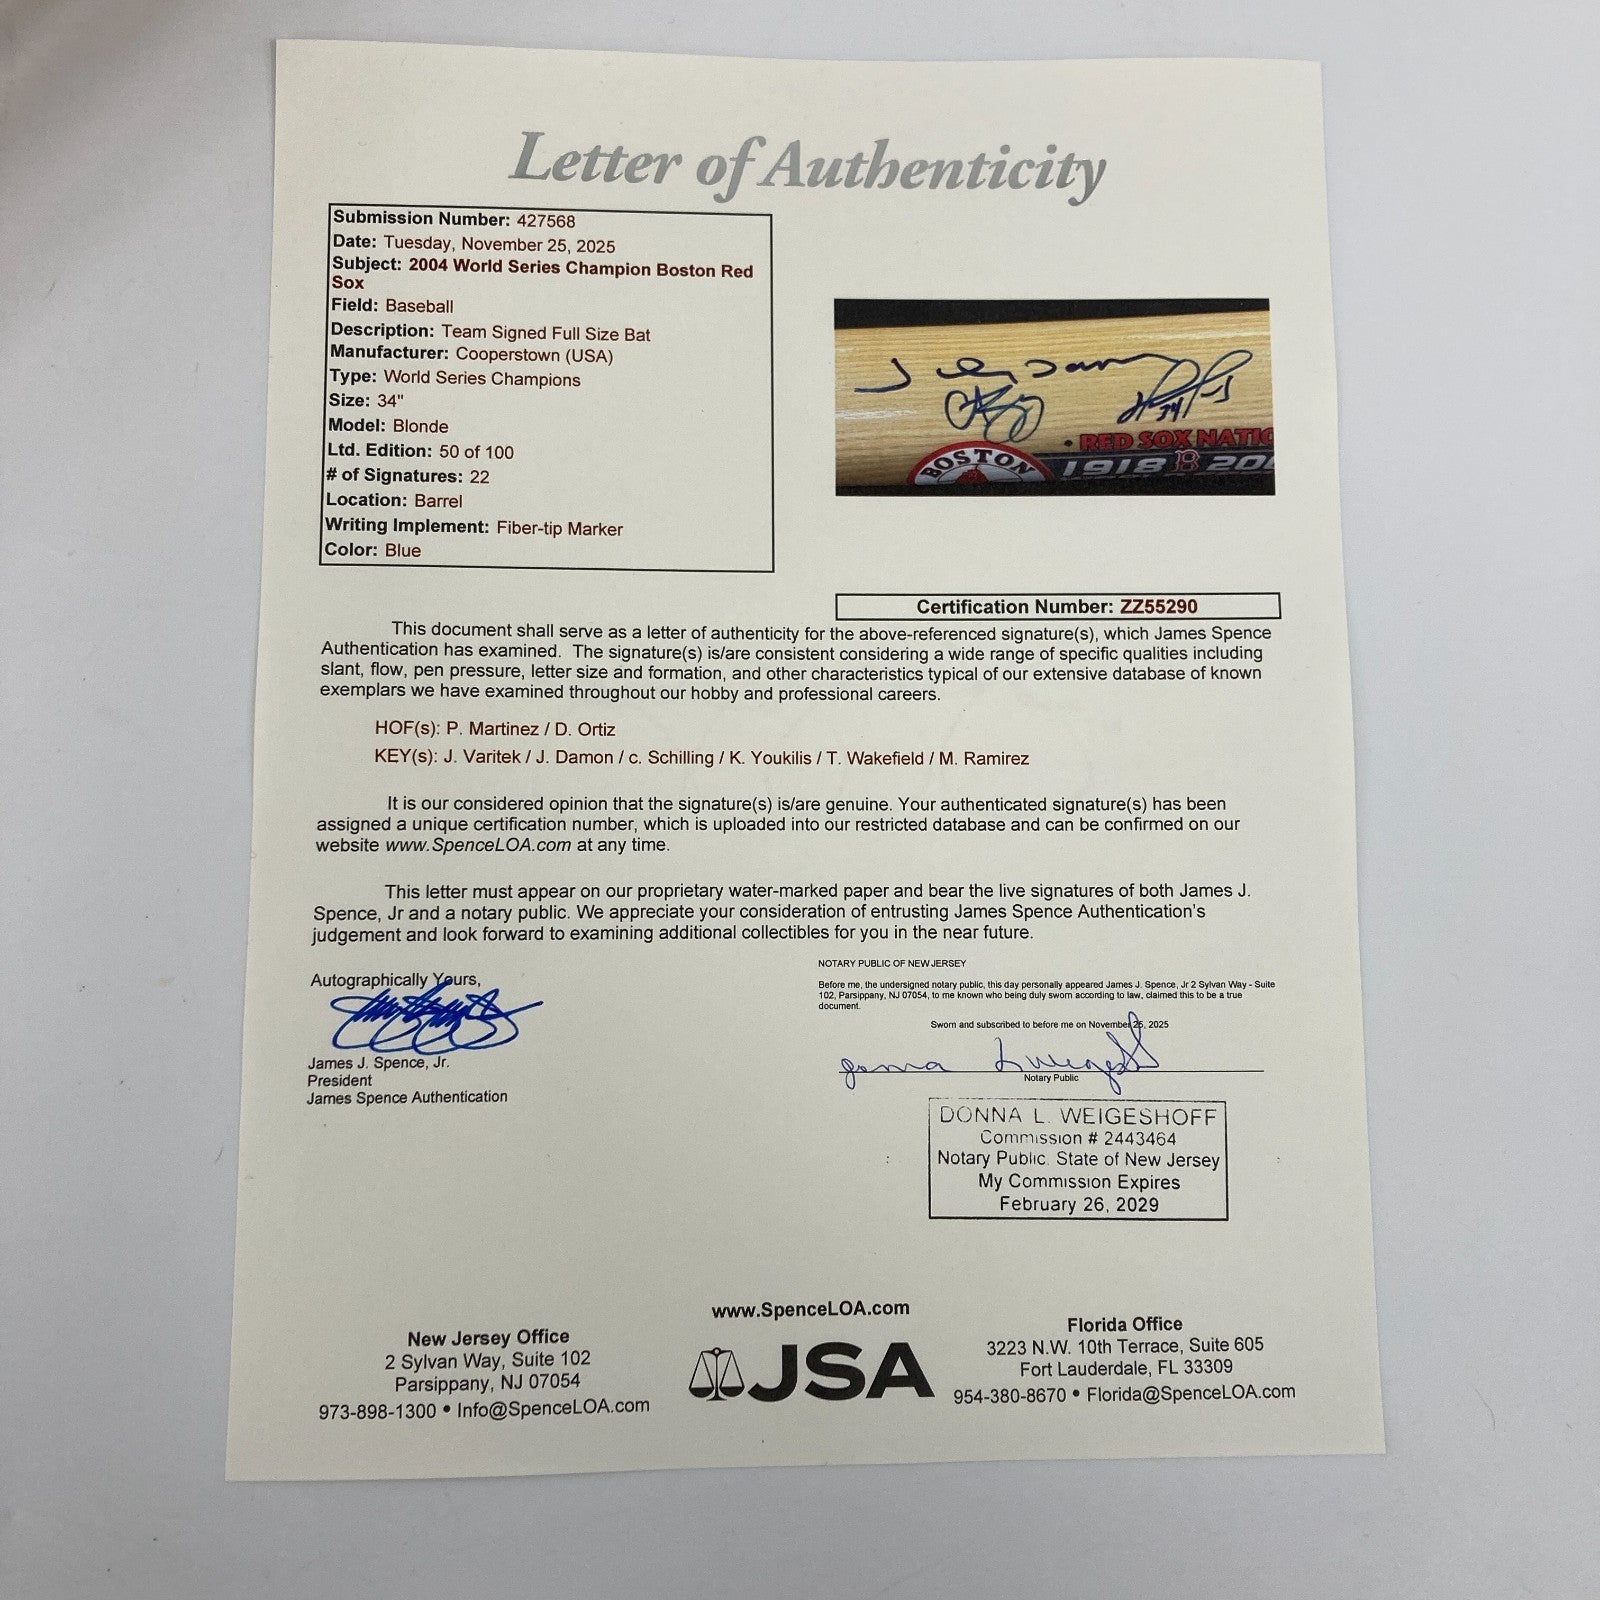 Letter of Authenticity
Submission Number: 427568
Date: Tuesday, November 25, 2025
Subject: 2004 World Series Champion Boston Red
Sox
Field: Baseball
Description: Team Signed Full Size Bat
Manufacturer: Cooperstown (USA)
Type: World Series Champions
Size: 34"
Model: Blonde
Ltd. Edition: 50 of 100
# of Signatures: 22
Location: Barrel
Writing Implement: Fiber-tip Marker
Color: Blue
34
• RED SOX NATIO
BOSTON
1918 B 200
Certification Number: ZZ55290
This document shall serve as a letter of authenticity for the above-referenced signature(s), which James Spence
Authentication has examined. The signature(s) is/are consistent considering a wide range of specific qualities including
slant, flow, pen pressure, letter size and formation, and other characteristics typical of our extensive database of known
exemplars we have examined throughout our hobby and professional careers.
HOF(s): P. Martinez / D. Ortiz
KEY(s): J. Varitek / J. Damon / c. Schilling / K. Youkilis / T. Wakefield / M. Ramirez
It is our considered opinion that the signature(s) is/are genuine. Your authenticated signature(s) has been
assigned a unique certification number, which is uploaded into our restricted database and can be confirmed on our
website www.SpenceLOA.com at any time.
This letter must appear on our proprietary water-marked paper and bear the live signatures of both James J.
Spence, Jr and a notary public. We appreciate your consideration of entrusting James Spence Authentication's
judgement and look forward to examining additional collectibles for you in the near future.
Autographically Yours,
James J. Spence, Jr.
President
James Spence Authentication
NOTARY PUBLIC OF NEW JERSEY
Before me, the undersigned notary public, this day personally appeared James J. Spence, Jr 2 Sylvan Way - Suite
102, Parsippany, NJ 07054, to me known who being duly sworn according to law, claimed this to be a true
document.
Sworn and subscribed to before me on November 25, 2025
Notary Public
DONNA L. WEIGESHOFF
Commission # 2443464
Notary Public, State of New Jersey
My Commission Expires
February 26, 2029
www.SpenceLOA.com
New Jersey Office
2 Sylvan Way, Suite 102
Parsippany, NJ 07054
973-898-1300 • Info@SpenceLOA.com
JSA
Florida Office
3223 N.W. 10th Terrace, Suite 605
Fort Lauderdale, FL 33309
954-380-8670 • Florida@SpenceLOA.com